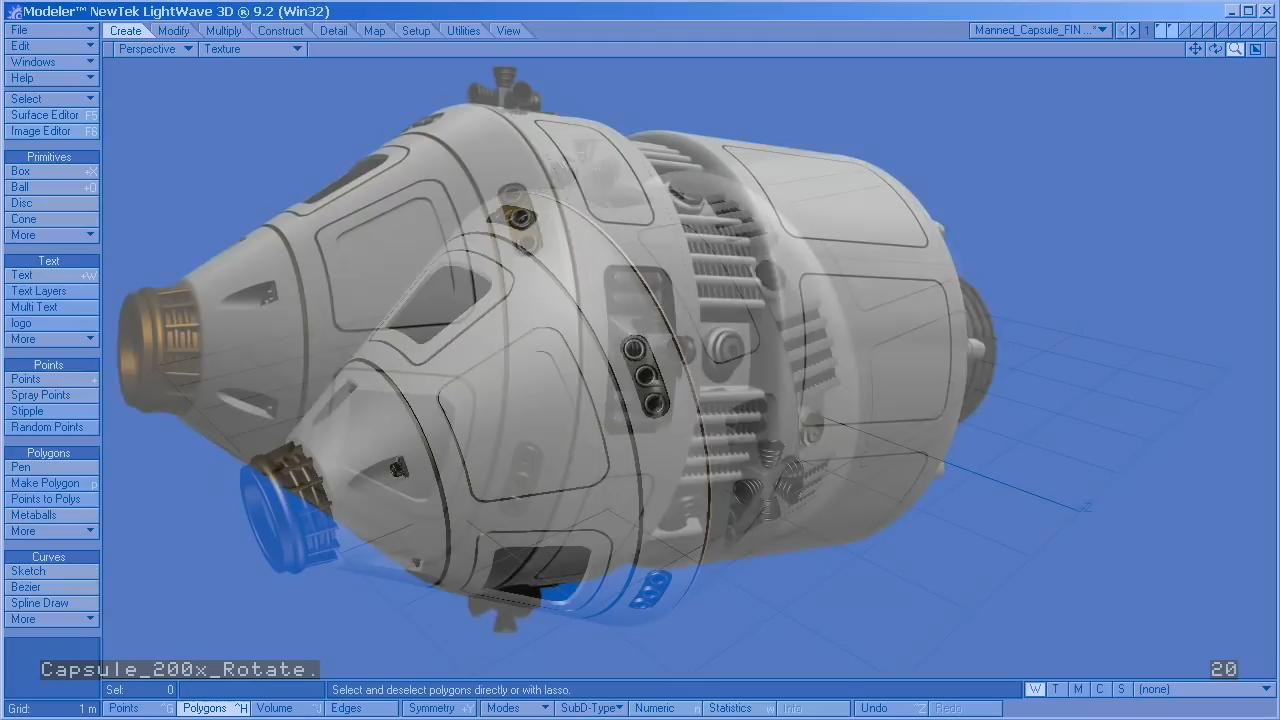 Modeler™ NewTek LightWave 3D ® 9.2 (Win32)
File
Create Modify Multiply Construct Detail Map Setup Utilities View
Manned_Capsule_FIN ...* < > 1
Edit
Perspective Texture
Windows
Help
Select
Surface Editor F5
Image Editor F6
Primitives
Box +X
Ball +O
Disc
Cone
More
Text
Text +W
Text Layers
Multi Text
logo
More
Points
Points +
Spray Points
Stipple
Random Points
Polygons
Pen
Make Polygon p
Points to Polys
Metaballs
More
Curves
Sketch
Bezier
Spline Draw
More
Z
Capsule_200x_Rotate. 20
Sel: 0 Select and deselect polygons directly or with lasso. W T M C S (none)
Grid: 1 m Points ^G Polygons ^H Volume ^J Edges Symmetry +Y Modes SubD-Type Numeric n Statistics w Info i Undo ^Z Redo